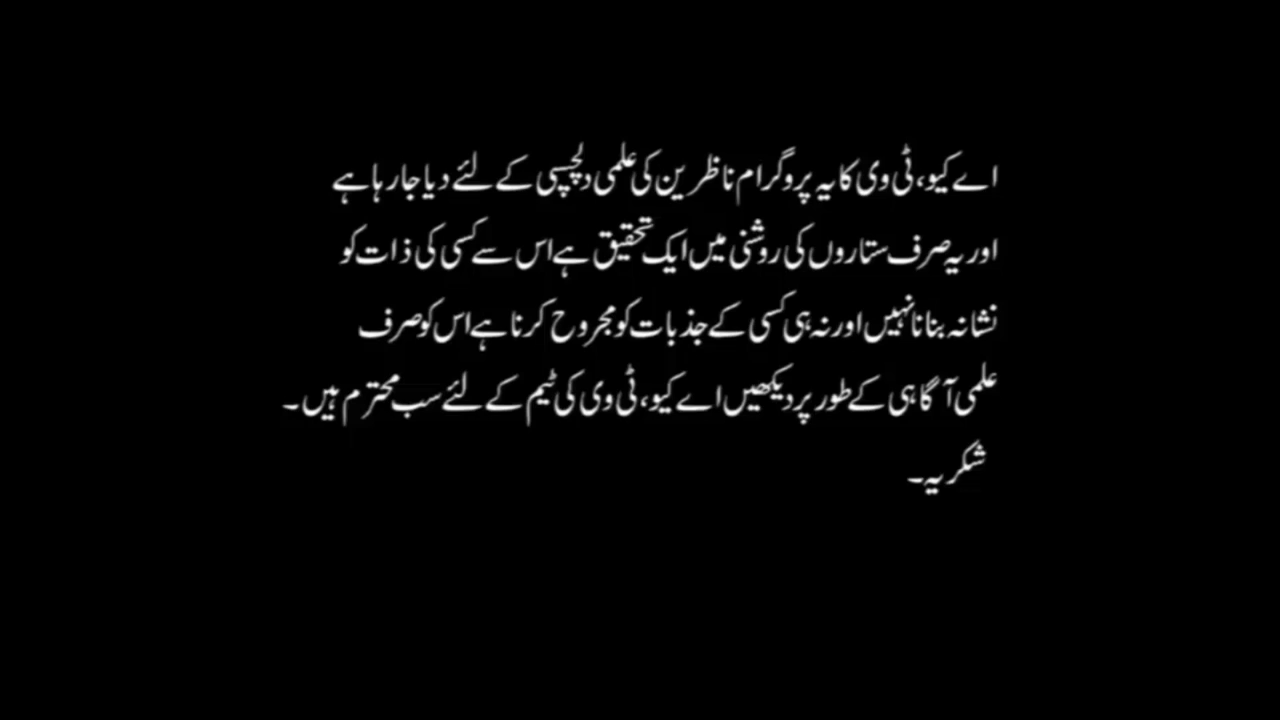 اے کیو، ٹی وی کا یہ پروگرام ناظرین کی علمی دلچسپی کے لئے دیا جارہا ہے
اور یہ صرف ستاروں کی روشنی میں ایک تحقیق ہے اس سے کسی کی ذات کو
نشانہ بنانا نہیں اور نہ ہی کسی کے جذبات کو مجروح کرنا ہے اس کو صرف
علمی آگاہی کے طور پر دیکھیں اے کیو، ٹی وی کی ٹیم کے لئے سب محترم ہیں۔
شکریہ۔